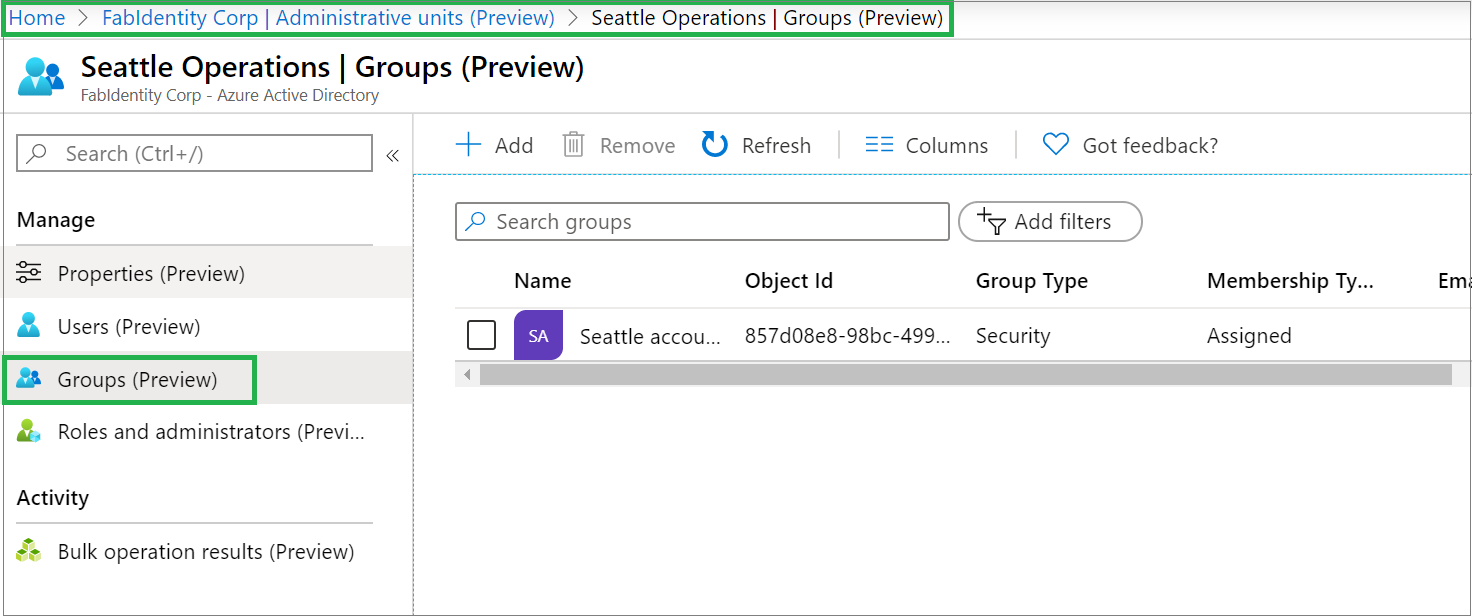 Home > FabIdentity Corp | Administrative units (Preview) > Seattle Operations | Groups (Preview)
Seattle Operations | Groups (Preview)
FabIdentity Corp - Azure Active Directory
Search (Ctrl+/)
«
Manage
Properties (Preview)
Users (Preview)
Groups (Preview)
Roles and administrators (Previ...
Activity
Bulk operation results (Preview)
Add Remove Refresh Columns Got feedback?
Search groups Add filters
Name Object Id Group Type Membership Ty... Ema
SA Seattle accou... 857d08e8-98bc-499... Security Assigned